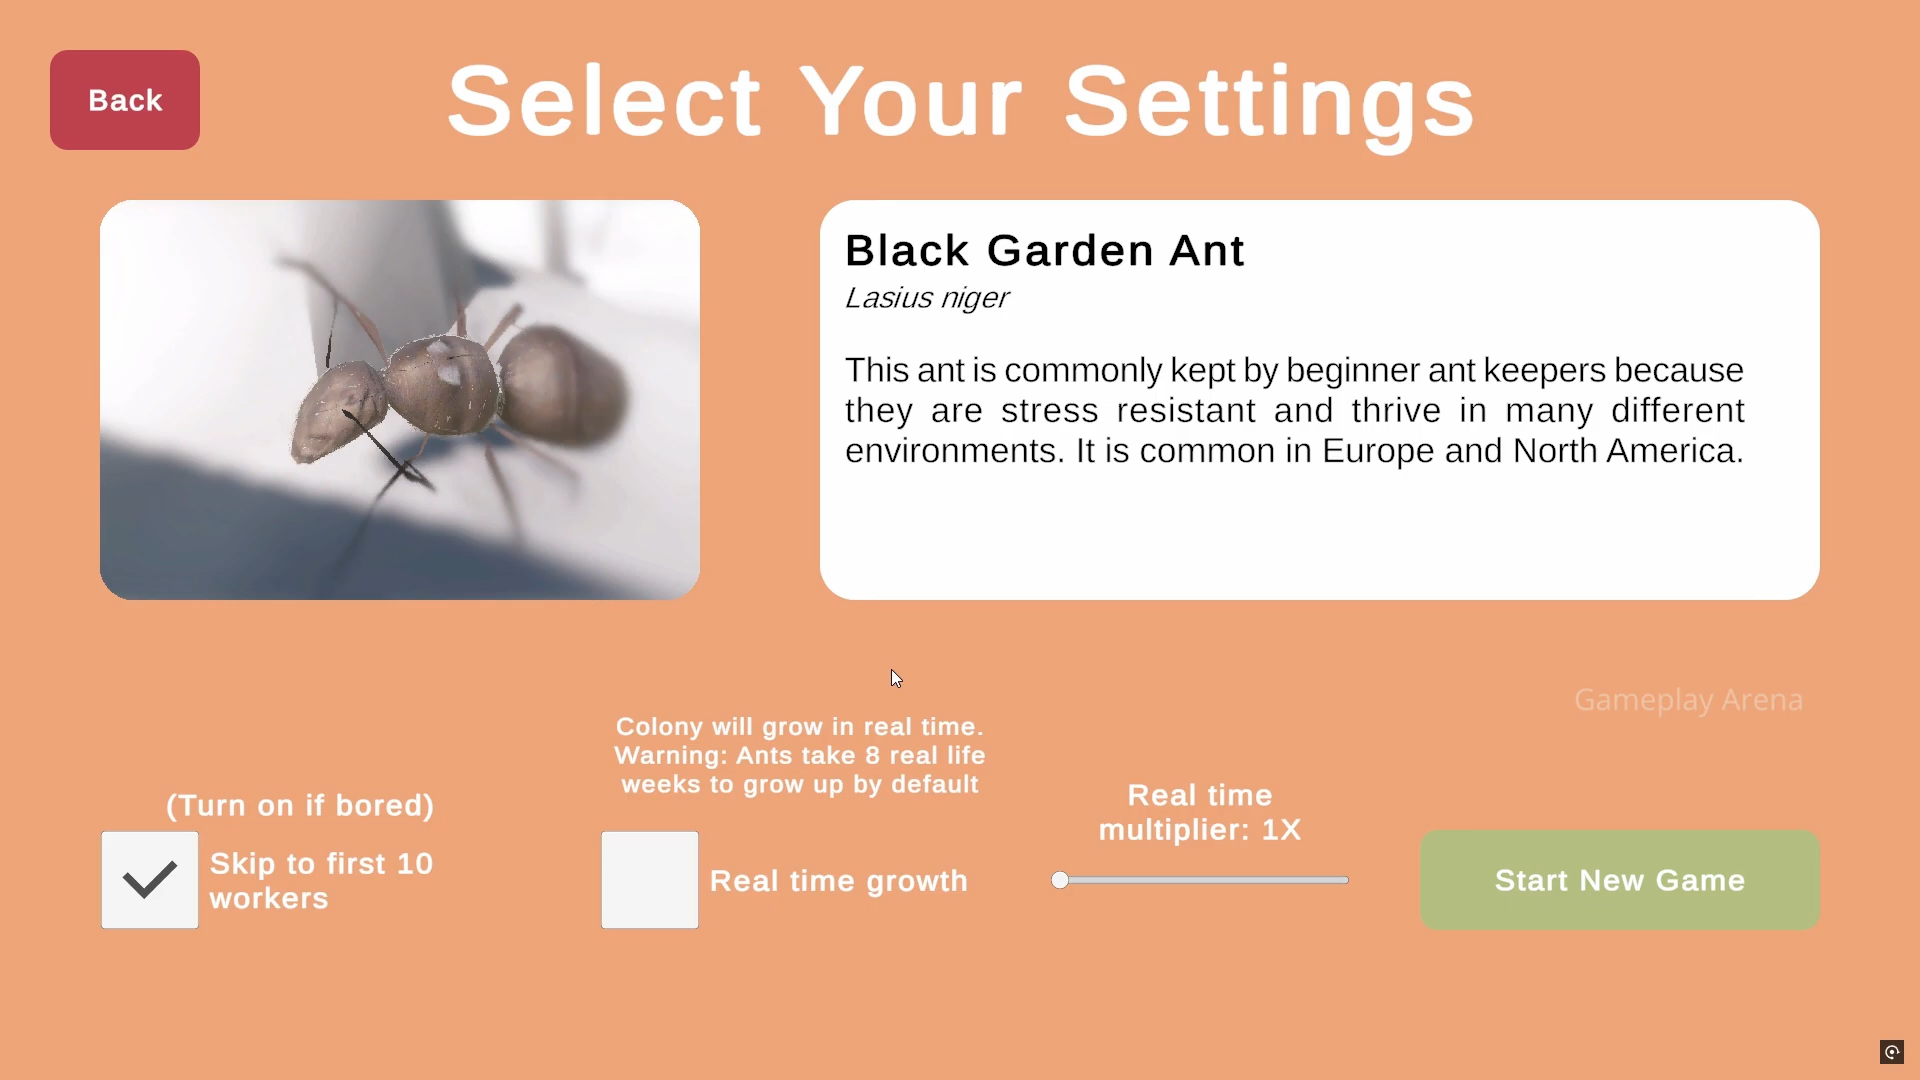 Back
Select Your Settings
Black Garden Ant
Lasius niger
This ant is commonly kept by beginner ant keepers because
they are stress resistant and thrive in many different
environments. It is common in Europe and North America.
Gameplay Arena
Colony will grow in real time.
Warning: Ants take 8 real life
weeks to grow up by default
(Turn on if bored)
Skip to first 10
workers
Real time growth
Real time
multiplier: 1X
Start New Game